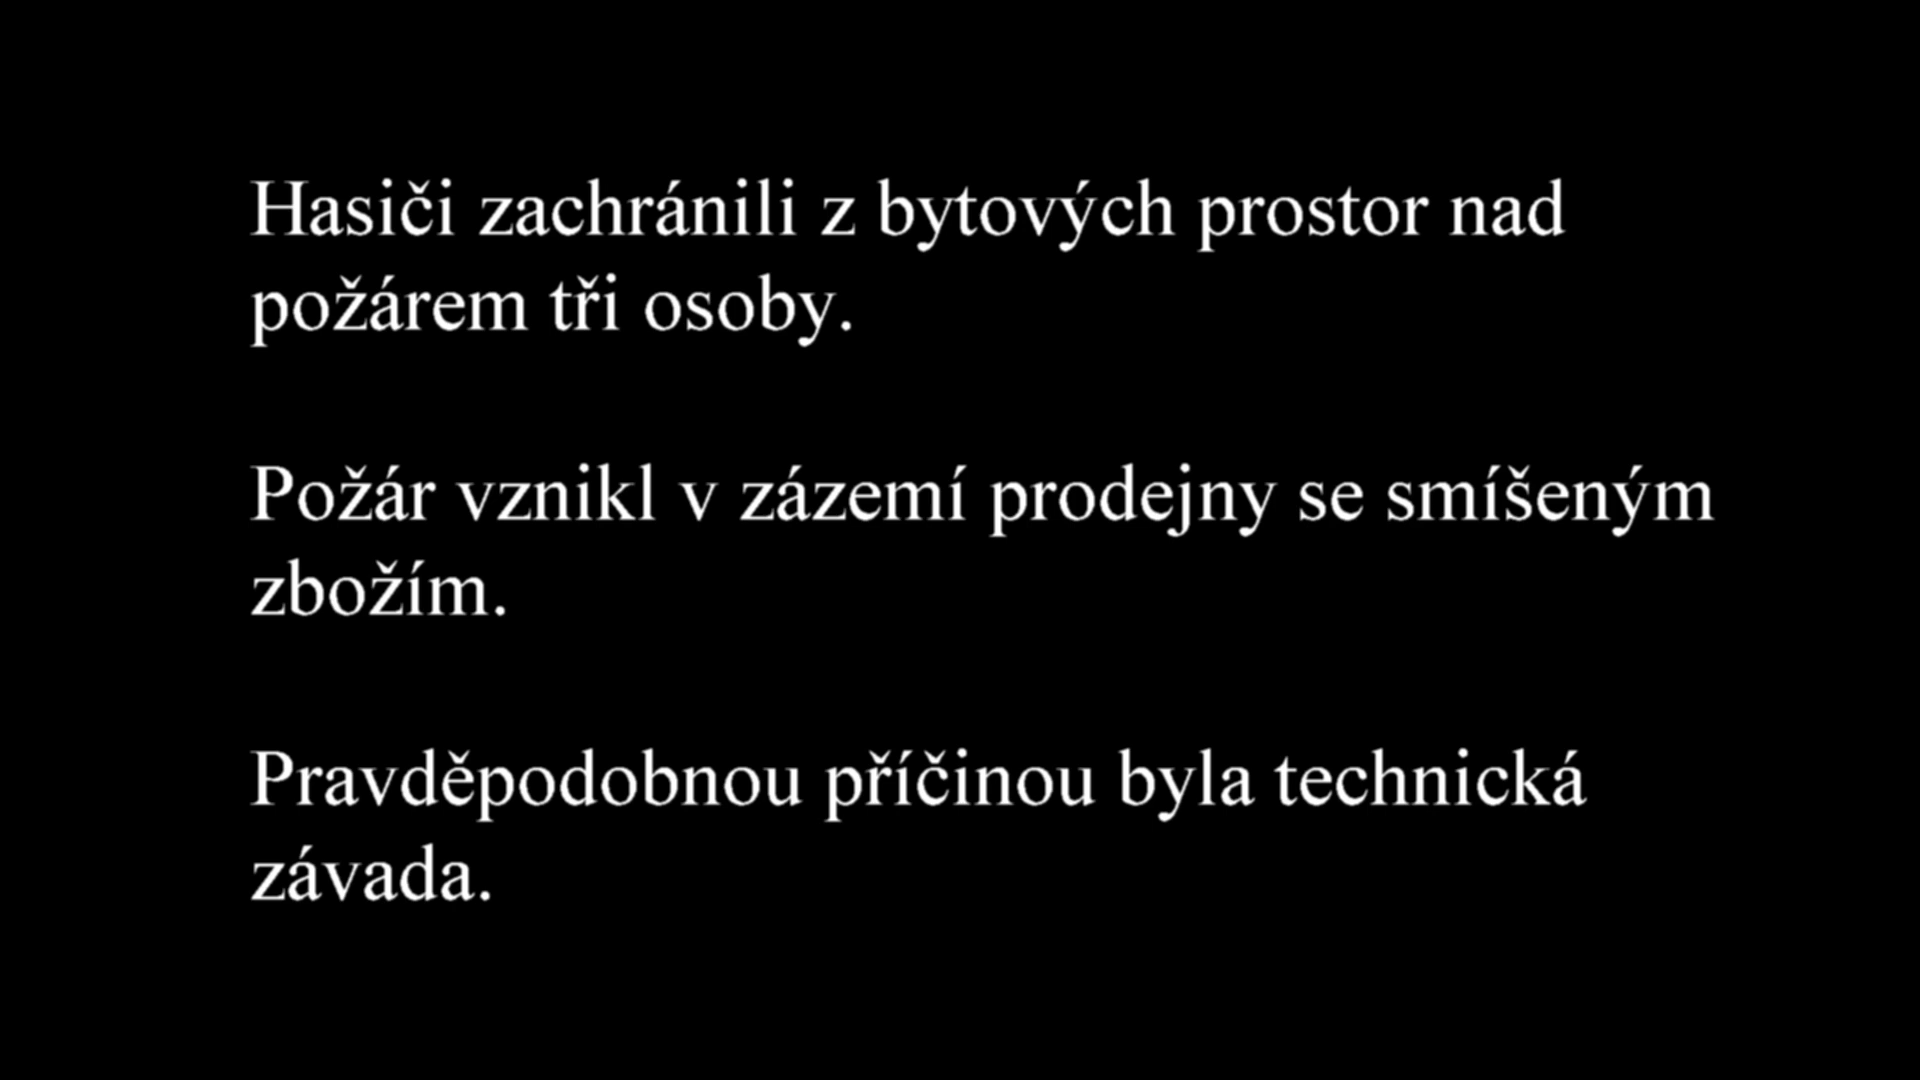 Hasiči zachránili z bytových prostor nad
požárem tři osoby.
Požár vznikl v zázemí prodejny se smíšeným
zbožím.
Pravděpodobnou příčinou byla technická
závada.